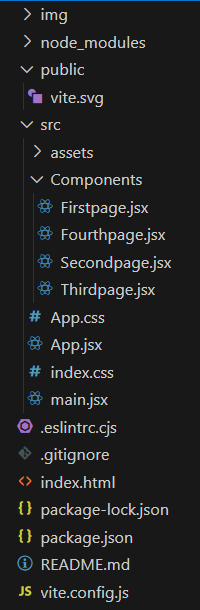 img
node_modules
public
vite.svg
src
assets
Components
Firstpage.jsx
Fourthpage.jsx
Secondpage.jsx
Thirdpage.jsx
App.css
App.jsx
index.css
main.jsx
.eslintrc.cjs
.gitignore
index.html
package-lock.json
package.json
README.md
JS vite.config.js